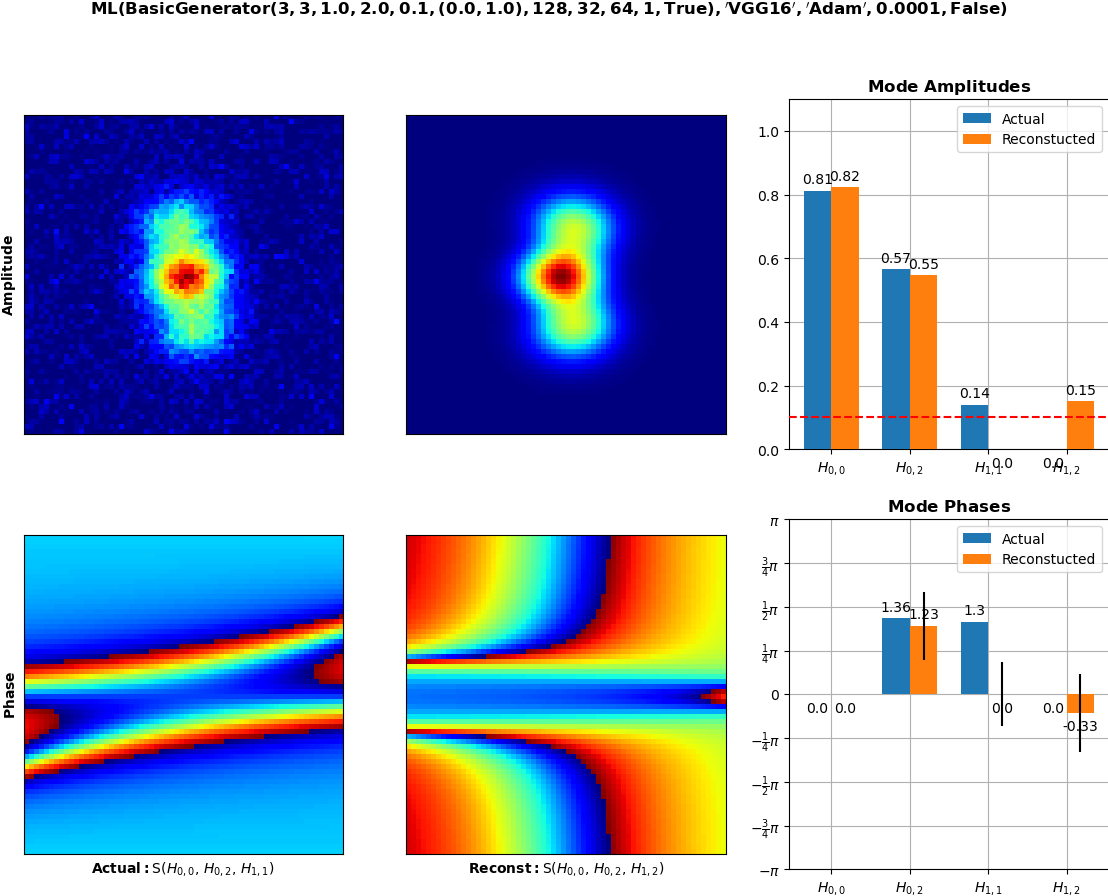 ML(BasicGenerator(3, 3, 1.0, 2.0, 0.1, (0.0, 1.0), 128, 32, 64, 1, True), ′VGG16′, ′Adam′, 0.0001, False)
Amplitude
Mode Amplitudes
Actual
Reconstucted
1.0
0.8
0.6
0.4
0.2
0.0
0.81 0.82
0.57 0.55
0.14 0.0
0.0 0.15
H0,0 H0,2 H1,1 H1,2
Phase
Actual: S(H0,0, H0,2, H1,1)
Reconst: S(H0,0, H0,2, H1,2)
Mode Phases
Actual
Reconstucted
π
3/4π
1/2π
1/4π
0
−1/4π
−1/2π
−3/4π
−π
0.0 0.0
1.36 1.23
1.3 0.0
0.0 -0.33
H0,0 H0,2 H1,1 H1,2